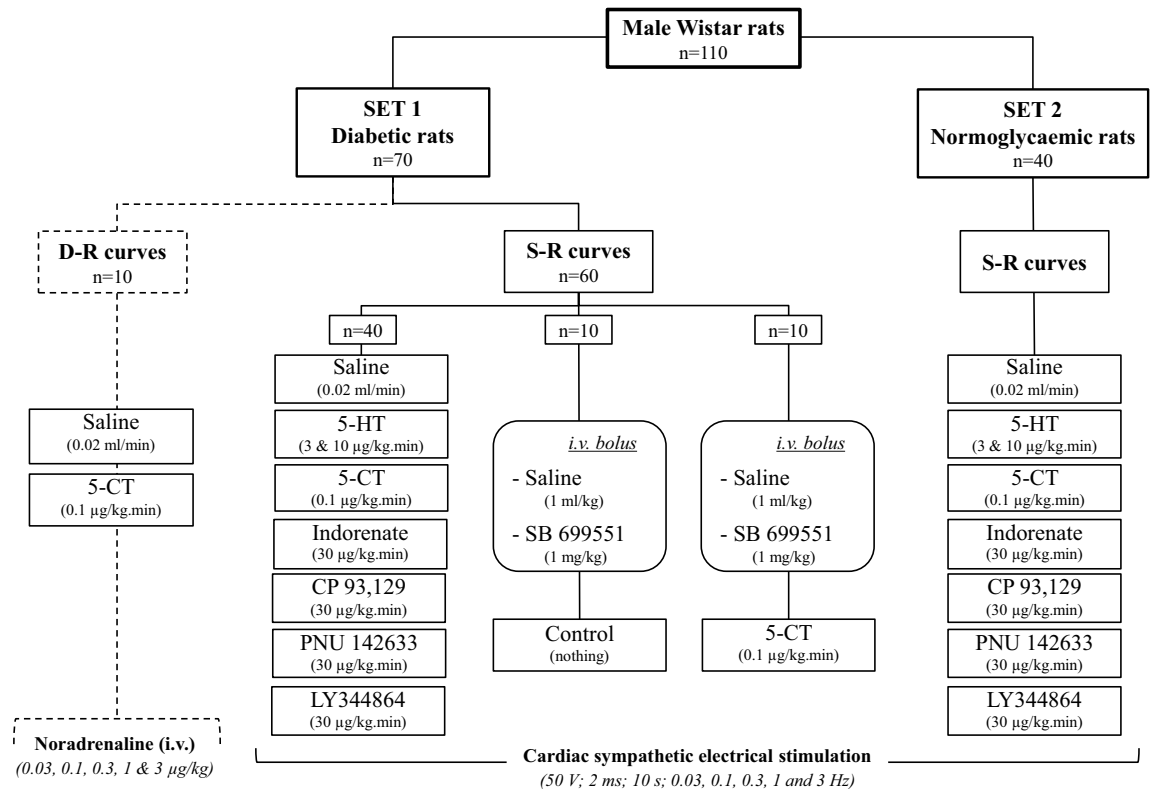 Male Wistar rats
n=110
SET 1
Diabetic rats
n=70
SET 2
Normoglycaemic rats
n=40
D-R curves
n=10
S-R curves
n=60
S-R curves
n=40
n=10
n=10
Saline
(0.02 ml/min)
5-CT
(0.1 µg/kg.min)
Noradrenaline (i.v.)
(0.03, 0.1, 0.3, 1 & 3 µg/kg)
Saline
(0.02 ml/min)
5-HT
(3 & 10 µg/kg.min)
5-CT
(0.1 µg/kg.min)
Indorenate
(30 µg/kg.min)
CP 93,129
(30 µg/kg.min)
PNU 142633
(30 µg/kg.min)
LY344864
(30 µg/kg.min)
i.v. bolus
- Saline
(1 ml/kg)
- SB 699551
(1 mg/kg)
Control
(nothing)
i.v. bolus
- Saline
(1 ml/kg)
- SB 699551
(1 mg/kg)
5-CT
(0.1 µg/kg.min)
Saline
(0.02 ml/min)
5-HT
(3 & 10 µg/kg.min)
5-CT
(0.1 µg/kg.min)
Indorenate
(30 µg/kg.min)
CP 93,129
(30 µg/kg.min)
PNU 142633
(30 µg/kg.min)
LY344864
(30 µg/kg.min)
Cardiac sympathetic electrical stimulation
(50 V; 2 ms; 10 s; 0.03, 0.1, 0.3, 1 and 3 Hz)